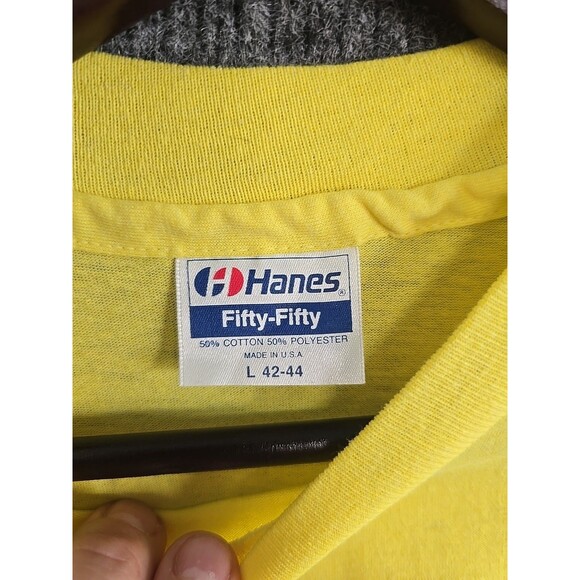 Hanes®
Fifty-Fifty
50% COTTON 50% POLYESTER
MADE IN U.S.A
L 42-44